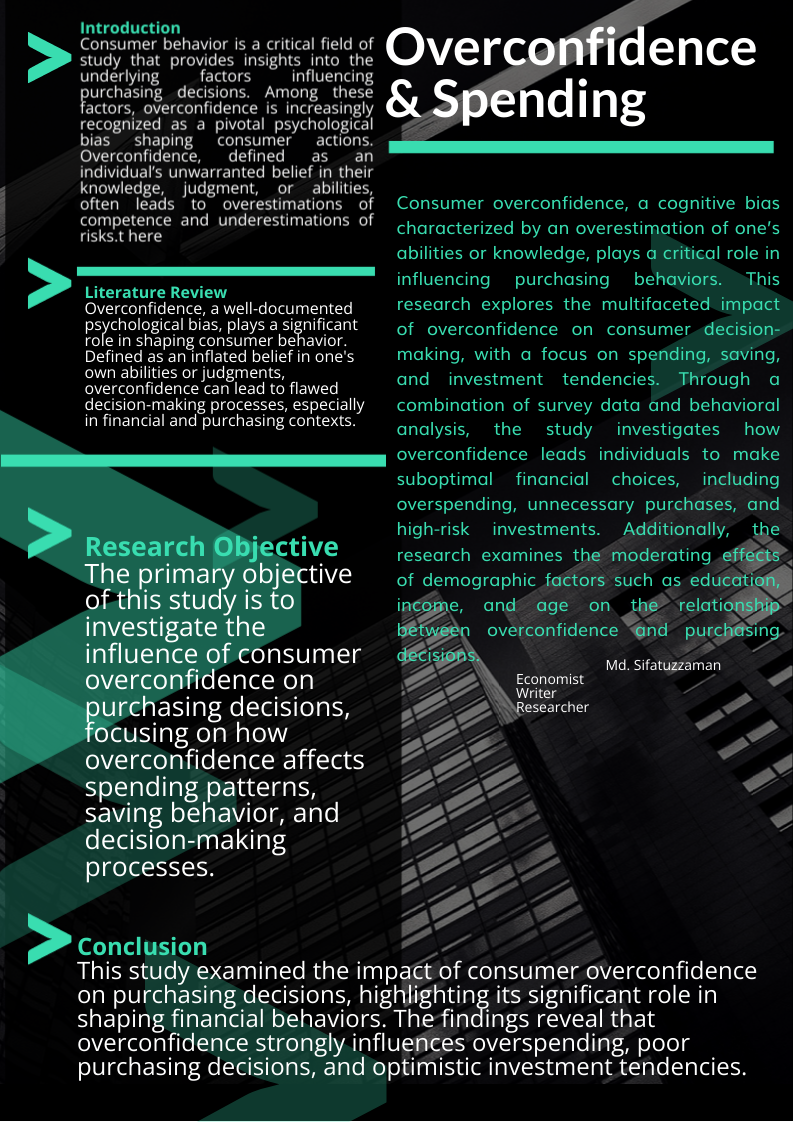 Introduction
Consumer behavior is a critical field of
study that provides insights into the
underlying factors influencing
purchasing decisions. Among these
factors, overconfidence is increasingly
recognized as a pivotal psychological
bias shaping consumer actions.
Overconfidence, defined as an
individual’s unwarranted belief in their
knowledge, judgment, or abilities,
often leads to overestimations of
competence and underestimations of
risks.t here
Literature Review
Overconfidence, a well-documented
psychological bias, plays a significant
role in shaping consumer behavior.
Defined as an inflated belief in one's
own abilities or judgments,
overconfidence can lead to flawed
decision-making processes, especially
in financial and purchasing contexts.
Research Objective
The primary objective
of this study is to
investigate the
influence of consumer
overconfidence on
purchasing decisions,
focusing on how
overconfidence affects
spending patterns,
saving behavior, and
decision-making
processes.
Overconfidence
& Spending
Consumer overconfidence, a cognitive bias
characterized by an overestimation of one’s
abilities or knowledge, plays a critical role in
influencing purchasing behaviors. This
research explores the multifaceted impact
of overconfidence on consumer decision-
making, with a focus on spending, saving,
and investment tendencies. Through a
combination of survey data and behavioral
analysis, the study investigates how
overconfidence leads individuals to make
suboptimal financial choices, including
overspending, unnecessary purchases, and
high-risk investments. Additionally, the
research examines the moderating effects
of demographic factors such as education,
income, and age on the relationship
between overconfidence and purchasing
decisions.
Md. Sifatuzzaman
Economist
Writer
Researcher
Conclusion
This study examined the impact of consumer overconfidence
on purchasing decisions, highlighting its significant role in
shaping financial behaviors. The findings reveal that
overconfidence strongly influences overspending, poor
purchasing decisions, and optimistic investment tendencies.